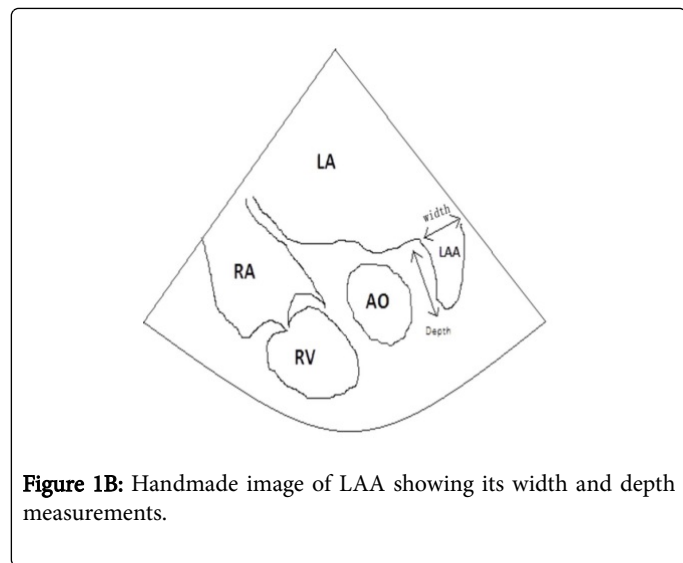 LA
width
LAA
RA
AO
Depth
RV
Figure 1B: Handmade image of LAA showing its width and depth
measurements.